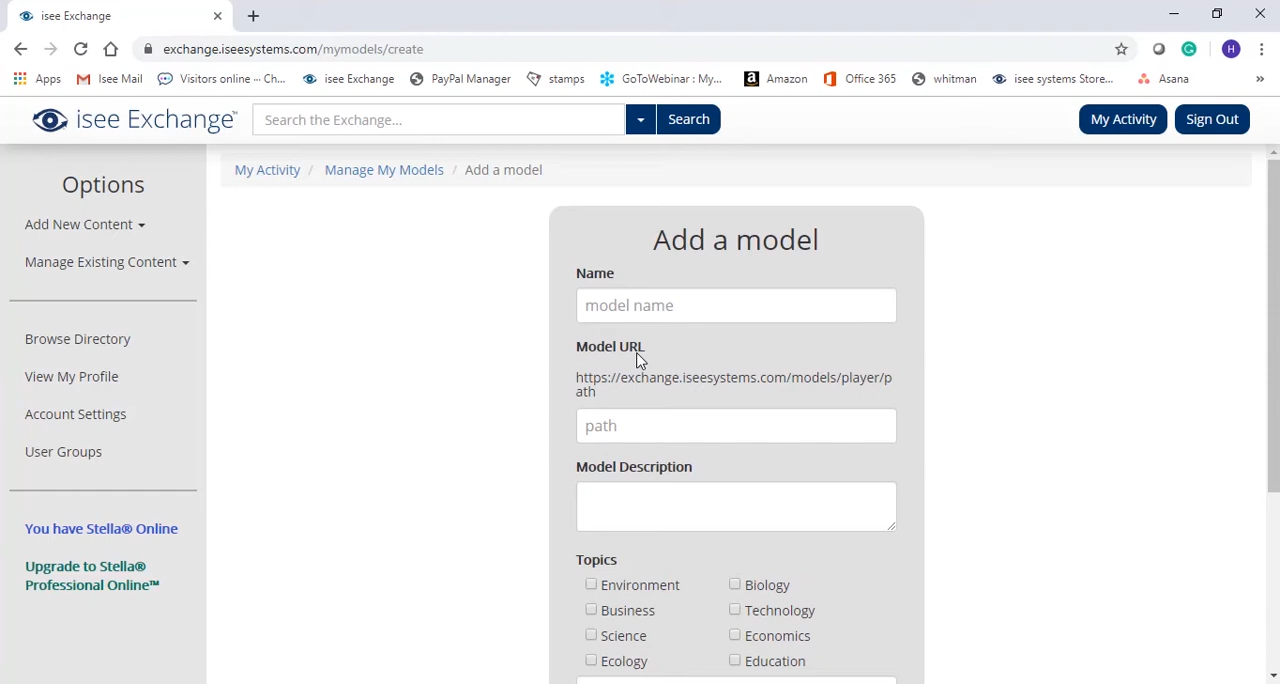 isee Exchange
exchange.iseesystems.com/mymodels/create
H
Apps
Isee Mail
Visitors online -- Ch...
isee Exchange
PayPal Manager
stamps
GoToWebinar : My...
Amazon
Office 365
whitman
isee systems Store...
Asana
»
isee Exchange™
Search the Exchange...
Search
My Activity
Sign Out
Options
Add New Content
Manage Existing Content
Browse Directory
View My Profile
Account Settings
User Groups
You have Stella® Online
Upgrade to Stella®
Professional Online™
My Activity / Manage My Models / Add a model
Add a model
Name
model name
Model URL
https://exchange.iseesystems.com/models/player/p
ath
path
Model Description
Topics
Environment
Biology
Business
Technology
Science
Economics
Ecology
Education